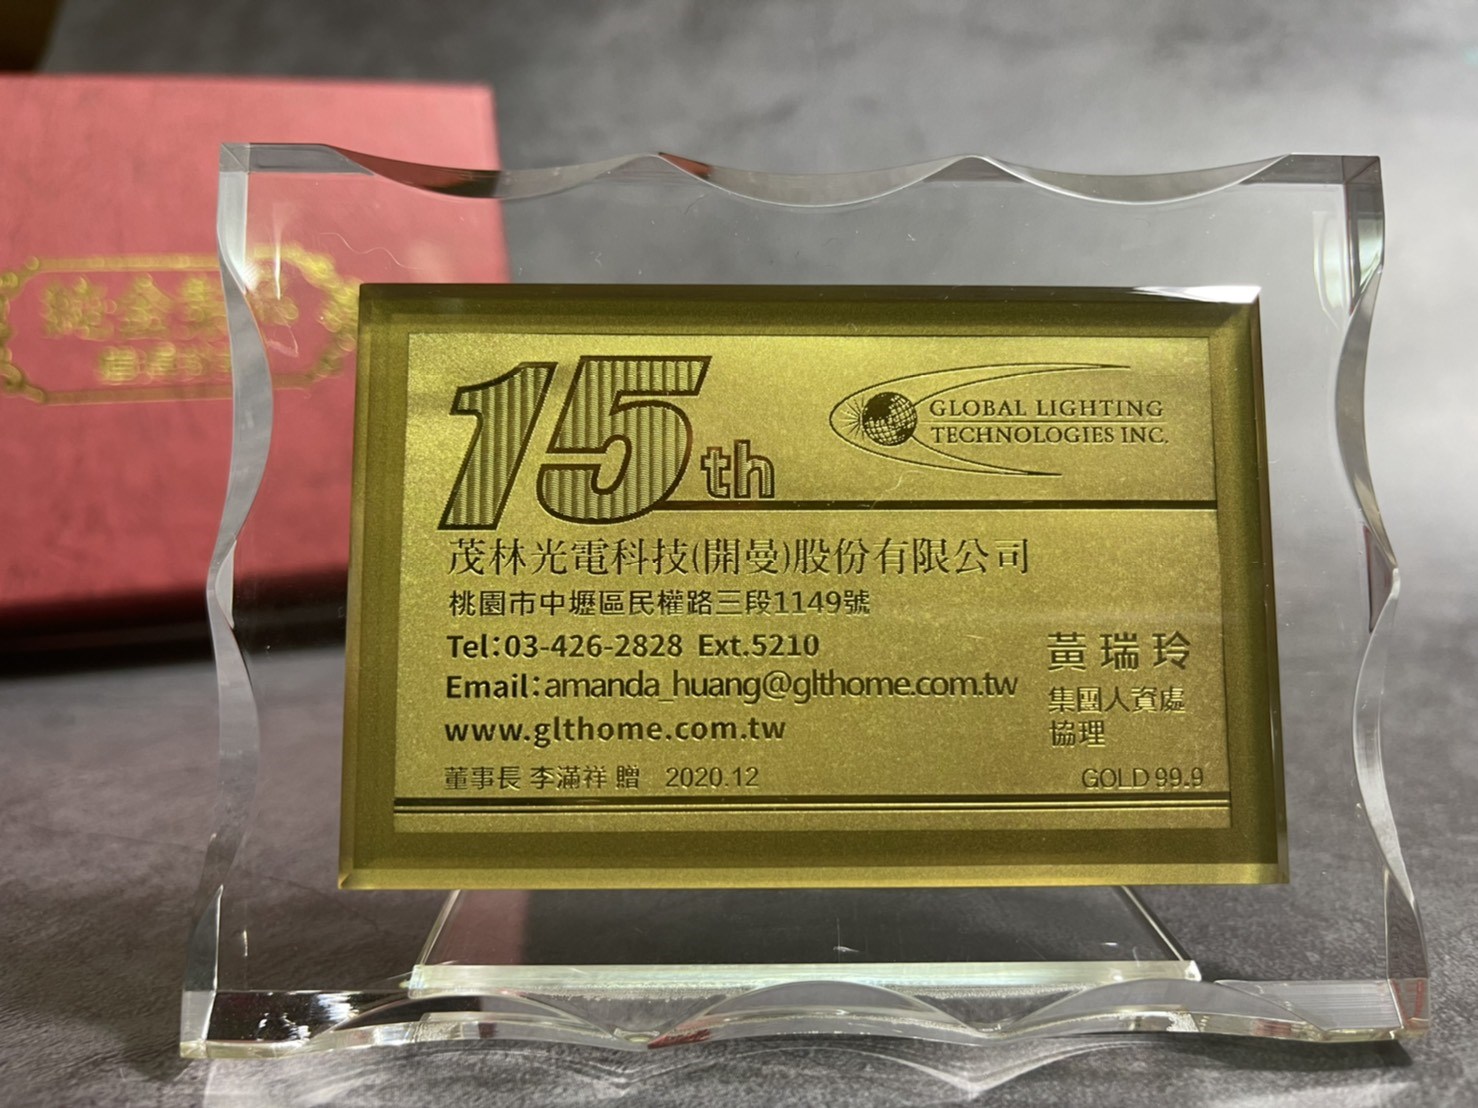 純金
15th
GLOBAL LIGHTING
TECHNOLOGIES INC.
茂林光電科技(開曼)股份有限公司
桃園市中壢區民權路三段1149號
Tel:03-426-2828 Ext.5210
Email:amanda_huang@glthome.com.tw
www.glthome.com.tw
黃瑞玲
集團人資處
協理
董事長 李滿祥 贈 2020.12
GOLD 99.9